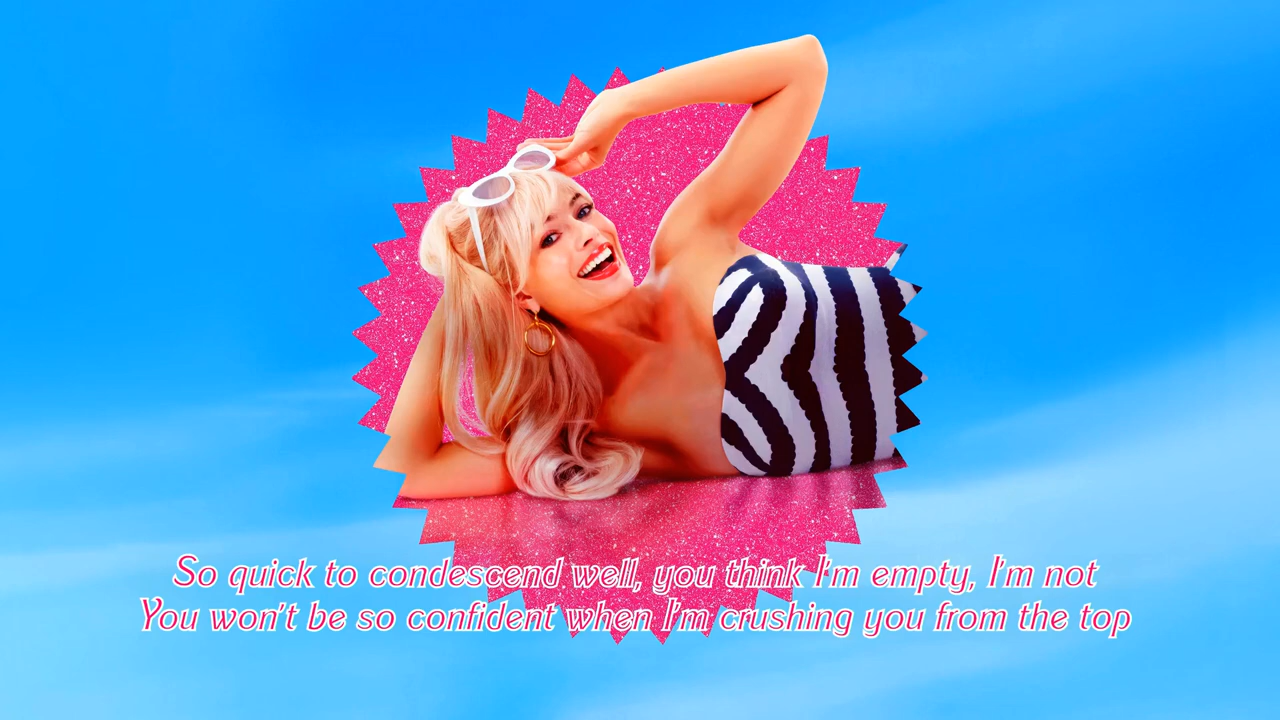 So quick to condescend well, you think I'm empty, I'm not
You won't be so confident when I'm crushing you from the top